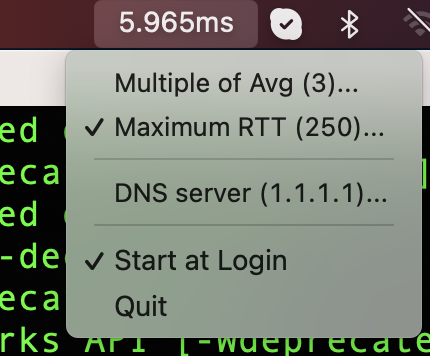 5.965ms
Multiple of Avg (3)...
✓ Maximum RTT (250)...
ed
eca
DNS server (1.1.1.1)...
]
ed
-dec
✓ Start at Login
eca
Quit
rks API [-Wdeprecate